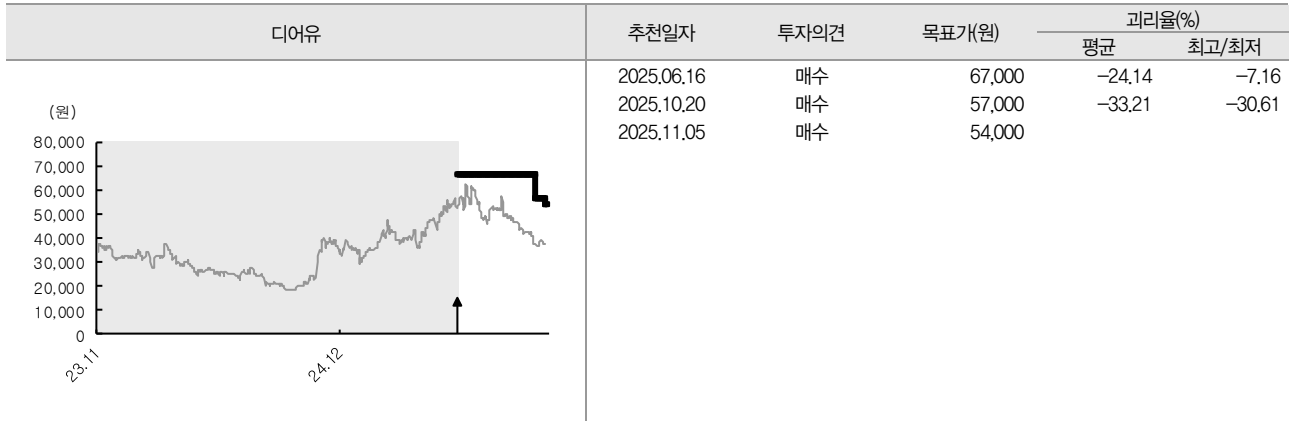 디어유 추천일자 투자의견 목표가(원) 괴리율(%)
평균 최고/최저
2025.06.16 매수 67,000 -24.14 -7.16
2025.10.20 매수 57,000 -33.21 -30.61
2025.11.05 매수 54,000
(원)
80,000
70,000
60,000
50,000
40,000
30,000
20,000
10,000
0
23.11 24.12